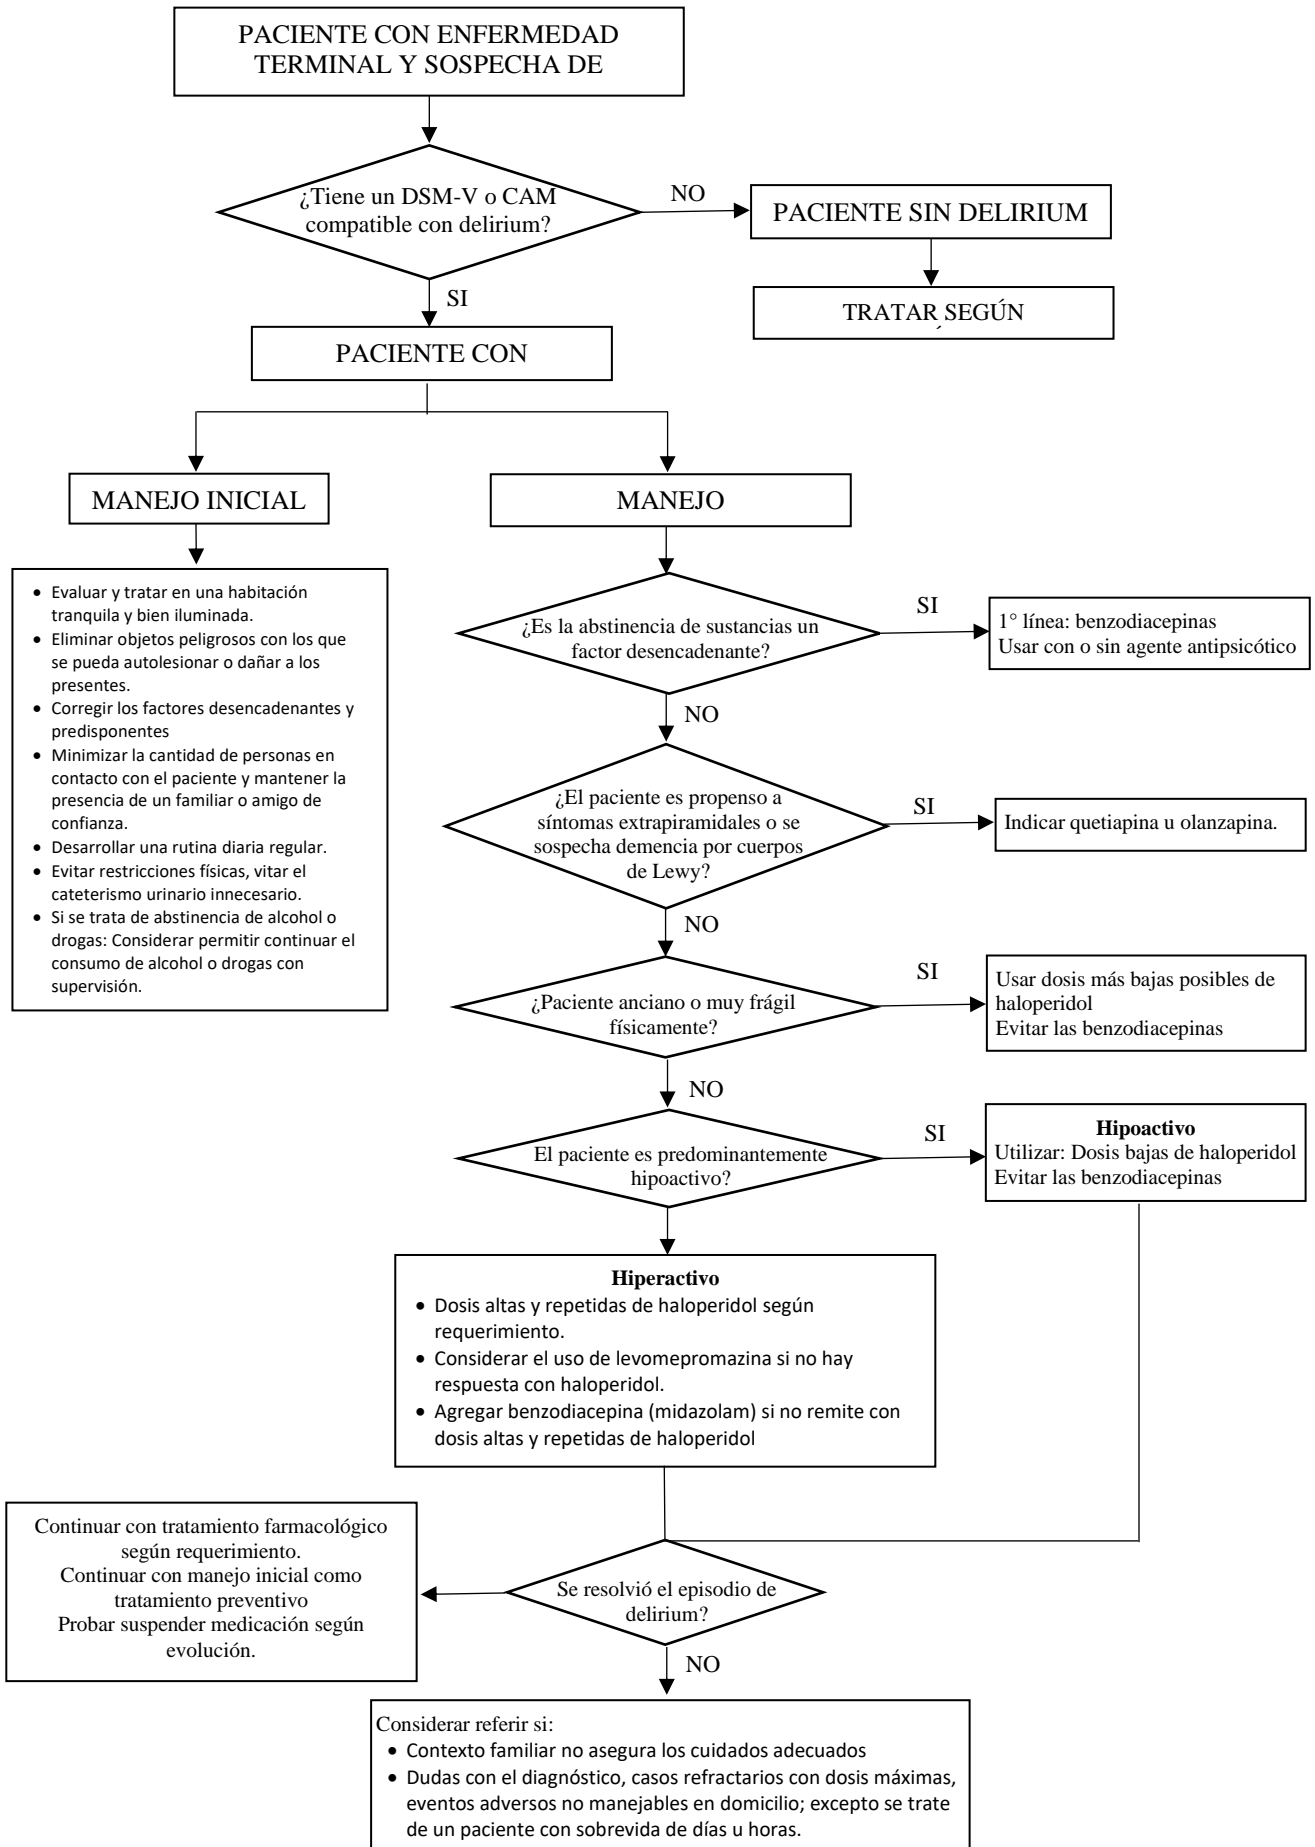 PACIENTE CON ENFERMEDAD
TERMINAL Y SOSPECHA DE
¿Tiene un DSM-V o CAM
compatible con delirium?
NO
PACIENTE SIN DELIRIUM
TRATAR SEGÚN
SI
PACIENTE CON
MANEJO INICIAL
• Evaluar y tratar en una habitación
tranquila y bien iluminada.
• Eliminar objetos peligrosos con los que
se pueda autolesionar o dañar a los
presentes.
• Corregir los factores desencadenantes y
predisponentes
• Minimizar la cantidad de personas en
contacto con el paciente y mantener la
presencia de un familiar o amigo de
confianza.
• Desarrollar una rutina diaria regular.
• Evitar restricciones físicas, vitar el
cateterismo urinario innecesario.
• Si se trata de abstinencia de alcohol o
drogas: Considerar permitir continuar el
consumo de alcohol o drogas con
supervisión.
MANEJO
¿Es la abstinencia de sustancias un
factor desencadenante?
SI
1° línea: benzodiacepinas
Usar con o sin agente antipsicótico
NO
¿El paciente es propenso a
síntomas extrapiramidales o se
sospecha demencia por cuerpos
de Lewy?
SI
Indicar quetiapina u olanzapina.
NO
¿Paciente anciano o muy frágil
físicamente?
SI
Usar dosis más bajas posibles de
haloperidol
Evitar las benzodiacepinas
NO
El paciente es predominantemente
hipoactivo?
SI
Hipoactivo
Utilizar: Dosis bajas de haloperidol
Evitar las benzodiacepinas
Hiperactivo
• Dosis altas y repetidas de haloperidol según
requerimiento.
• Considerar el uso de levomepromazina si no hay
respuesta con haloperidol.
• Agregar benzodiacepina (midazolam) si no remite con
dosis altas y repetidas de haloperidol
Se resolvió el episodio de
delirium?
Continuar con tratamiento farmacológico
según requerimiento.
Continuar con manejo inicial como
tratamiento preventivo
Probar suspender medicación según
evolución.
NO
Considerar referir si:
• Contexto familiar no asegura los cuidados adecuados
• Dudas con el diagnóstico, casos refractarios con dosis máximas,
eventos adversos no manejables en domicilio; excepto se trate
de un paciente con sobrevida de días u horas.